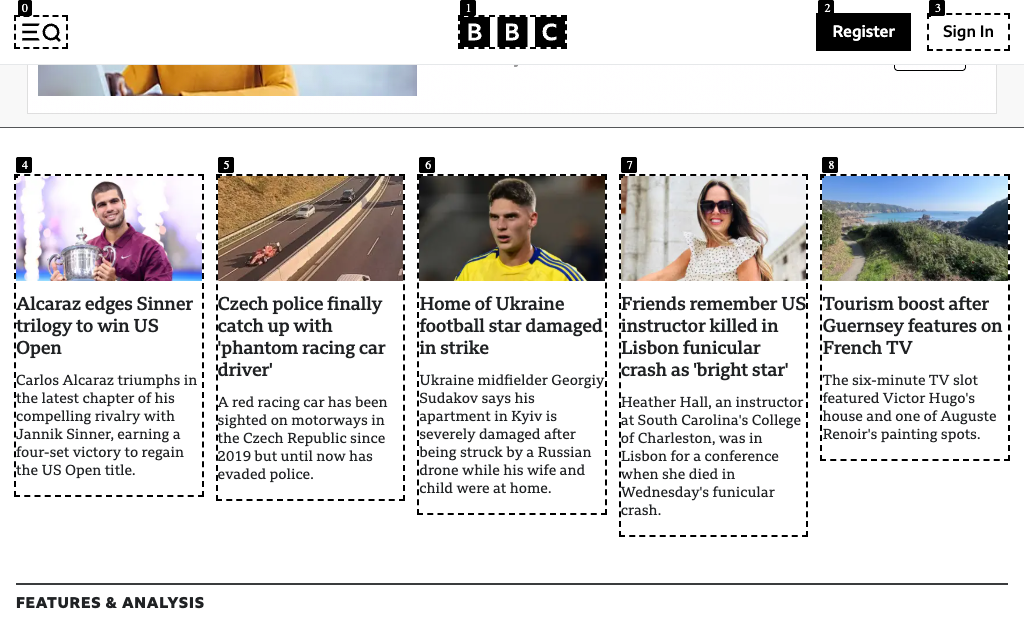 0
1
2
3
BBC
Register
Sign In
4
5
6
7
8
Alcaraz edges Sinner
trilogy to win US
Open
Carlos Alcaraz triumphs in
the latest chapter of his
compelling rivalry with
Jannik Sinner, earning a
four-set victory to regain
the US Open title.
Czech police finally
catch up with
'phantom racing car
driver'
A red racing car has been
sighted on motorways in
the Czech Republic since
2019 but until now has
evaded police.
Home of Ukraine
football star damaged
in strike
Ukraine midfielder Georgiy
Sudakov says his
apartment in Kyiv is
severely damaged after
being struck by a Russian
drone while his wife and
child were at home.
Friends remember US
instructor killed in
Lisbon funicular
crash as 'bright star'
Heather Hall, an instructor
at South Carolina's College
of Charleston, was in
Lisbon for a conference
when she died in
Wednesday's funicular
crash.
Tourism boost after
Guernsey features on
French TV
The six-minute TV slot
featured Victor Hugo's
house and one of Auguste
Renoir's painting spots.
FEATURES & ANALYSIS